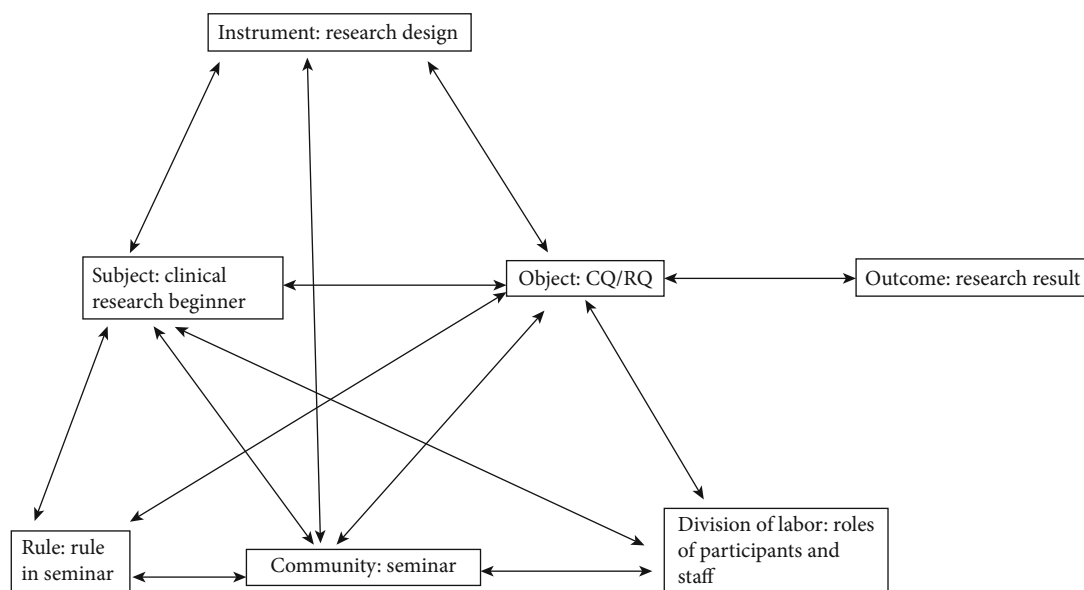 Instrument: research design
Subject: clinical
research beginner
Object: CQ/RQ
Outcome: research result
Rule: rule
in seminar
Community: seminar
Division of labor: roles
of participants and
staff